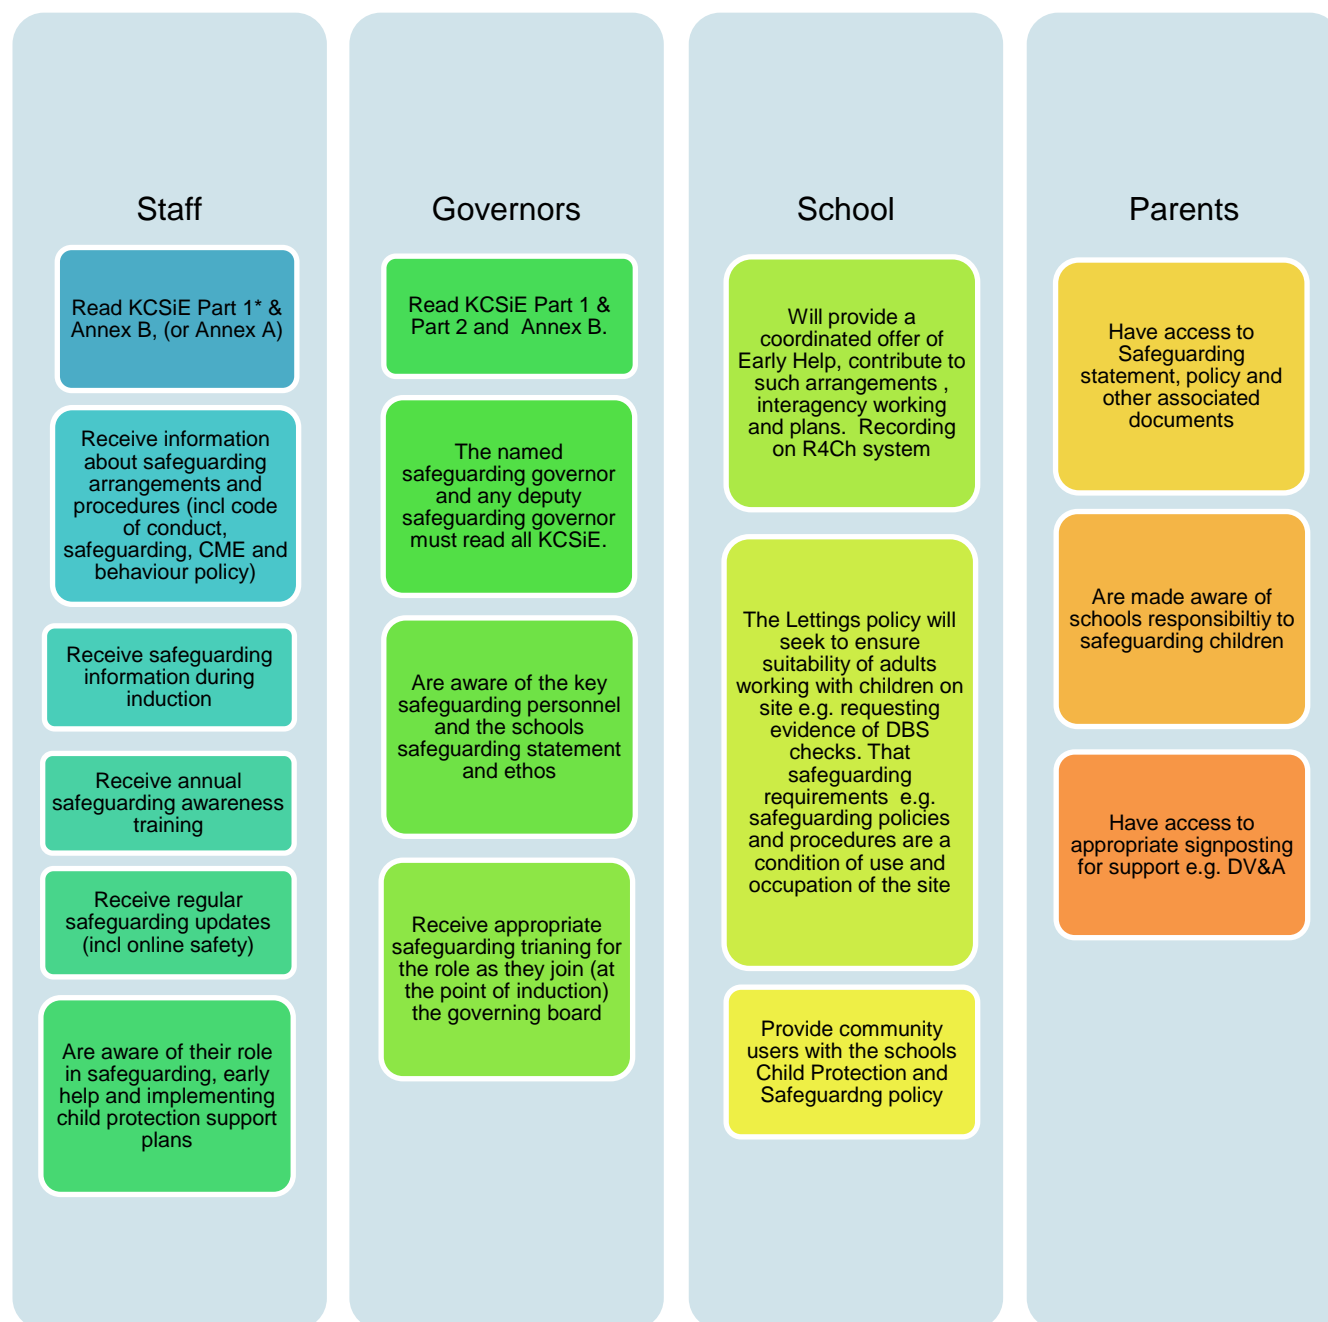 Staff
Read KCSiE Part 1* &
Annex B, (or Annex A)
Receive information
about safeguarding
arrangements and
procedures (incl code
of conduct,
safeguarding, CME and
behaviour policy)
Receive safeguarding
information during
induction
Receive annual
safeguarding awareness
training
Receive regular
safeguarding updates
(incl online safety)
Are aware of their role
in safeguarding, early
help and implementing
child protection support
plans
Governors
Read KCSiE Part 1 &
Part 2 and  Annex B.
The named
safeguarding governor
and any deputy
safeguarding governor
must read all KCSiE.
Are aware of the key
safeguarding personnel
and the schools
safeguarding statement
and ethos
Receive appropriate
safeguarding trianing for
the role as they join (at
the point of induction)
the governing board
School
Will provide a
coordinated offer of
Early Help, contribute to
such arrangements ,
interagency working
and plans.  Recording
on R4Ch system
The Lettings policy will
seek to ensure
suitability of adults
working with children on
site e.g. requesting
evidence of DBS
checks. That
safeguarding
requirements  e.g.
safeguarding policies
and procedures are a
condition of use and
occupation of the site
Provide community
users with the schools
Child Protection and
Safeguardng policy
Parents
Have access to
Safeguarding
statement, policy and
other associated
documents
Are made aware of
schools responsibiltiy to
safeguarding children
Have access to
appropriate signposting
for support e.g. DV&A